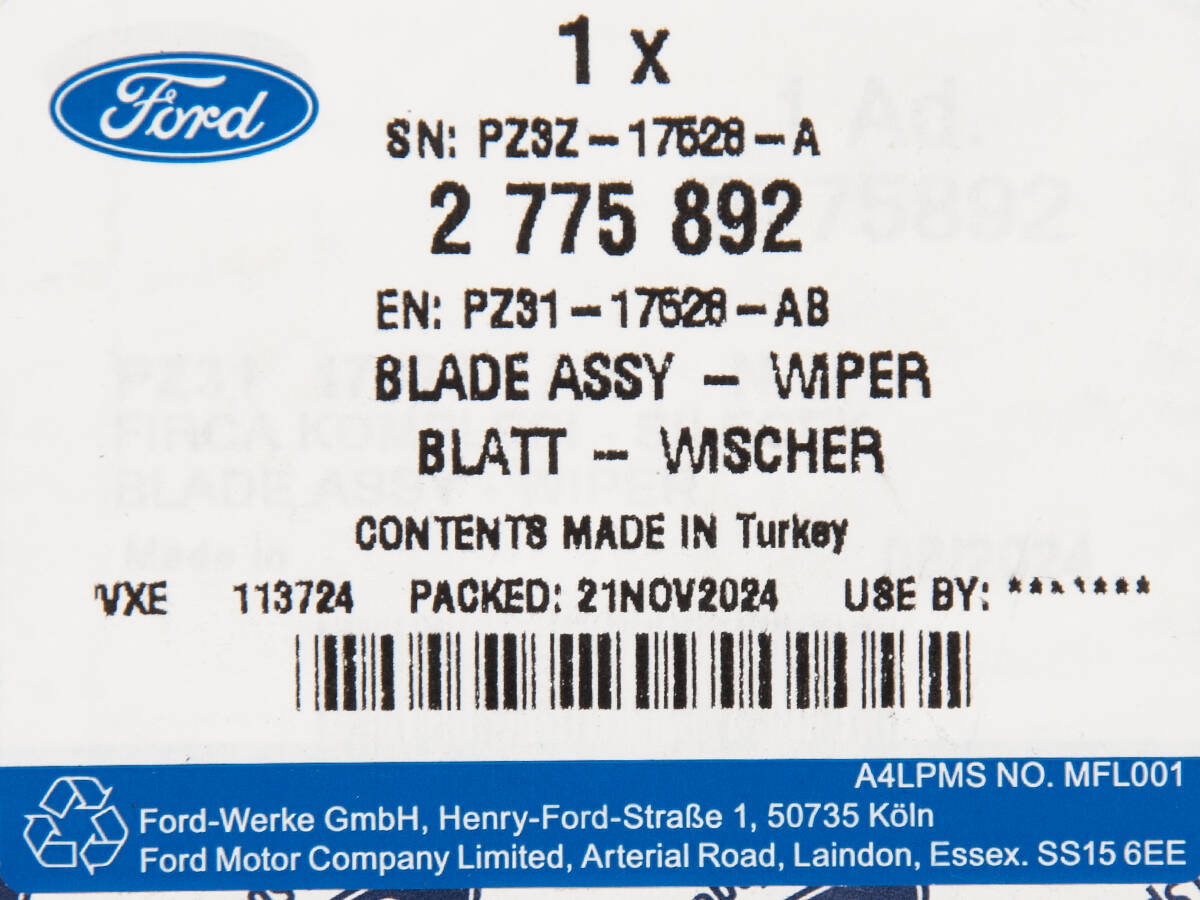 Ford
1 x
SN: PZ3Z-17528-A
2 775 892
EN: PZ31-17528-AB
BLADE ASSY - WIPER
BLATT - WISCHER
CONTENTS MADE IN Turkey
VXE 113724 PACKED: 21NOV2024 USE BY: ********
A4LPMS NO. MFL001
Ford-Werke GmbH, Henry-Ford-Straße 1, 50735 Köln
Ford Motor Company Limited, Arterial Road, Laindon, Essex. SS15 6EE